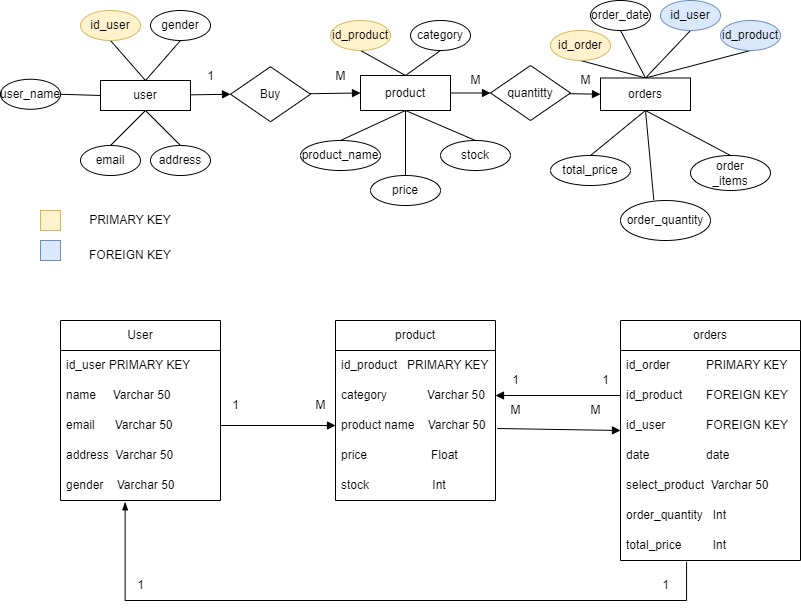 id_user
gender
user_name
user
email
address
1
Buy
M
id_product
category
product
product_name
price
stock
M
quantitty
M
order_date
id_user
id_order
id_product
orders
total_price
order
_items
order_quantity
PRIMARY KEY
FOREIGN KEY
User
id_user PRIMARY KEY
name Varchar 50
email Varchar 50
address Varchar 50
gender Varchar 50
1
M
product
id_product PRIMARY KEY
category Varchar 50
product name Varchar 50
price Float
stock Int
1
1
M
M
orders
id_order PRIMARY KEY
id_product FOREIGN KEY
id_user FOREIGN KEY
date date
select_product Varchar 50
order_quantity Int
total_price Int
1
1